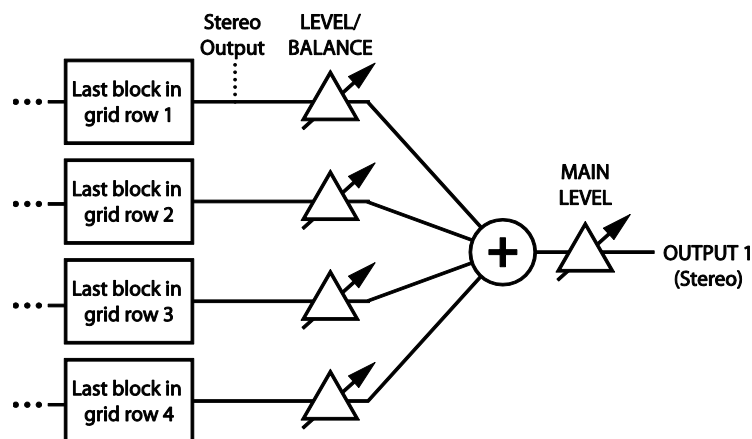 Stereo
Output
LEVEL/
BALANCE
Last block in
grid row 1
Last block in
grid row 2
Last block in
grid row 3
Last block in
grid row 4
+
MAIN
LEVEL
OUTPUT 1
(Stereo)